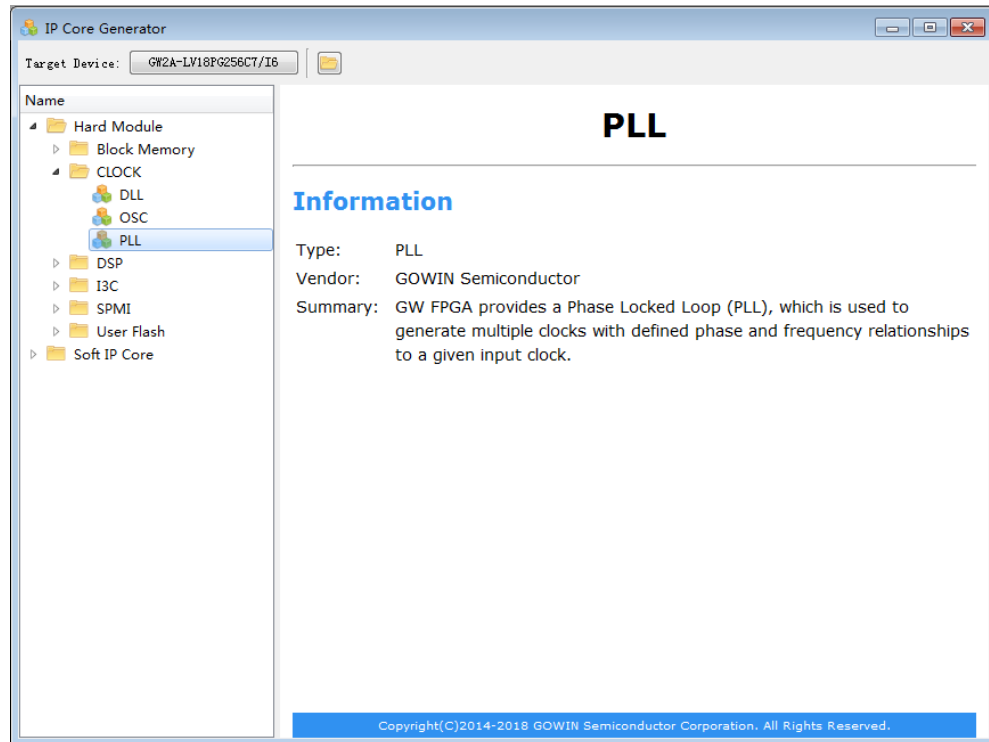 IP Core Generator
Target Device: GW2A-LV18PG256C7/I6
Name
Hard Module
Block Memory
CLOCK
DLL
OSC
PLL
DSP
I3C
SPMI
User Flash
Soft IP Core
PLL
Information
Type: PLL
Vendor: GOWIN Semiconductor
Summary: GW FPGA provides a Phase Locked Loop (PLL), which is used to
generate multiple clocks with defined phase and frequency relationships
to a given input clock.
Copyright(C)2014-2018 GOWIN Semiconductor Corporation. All Rights Reserved.